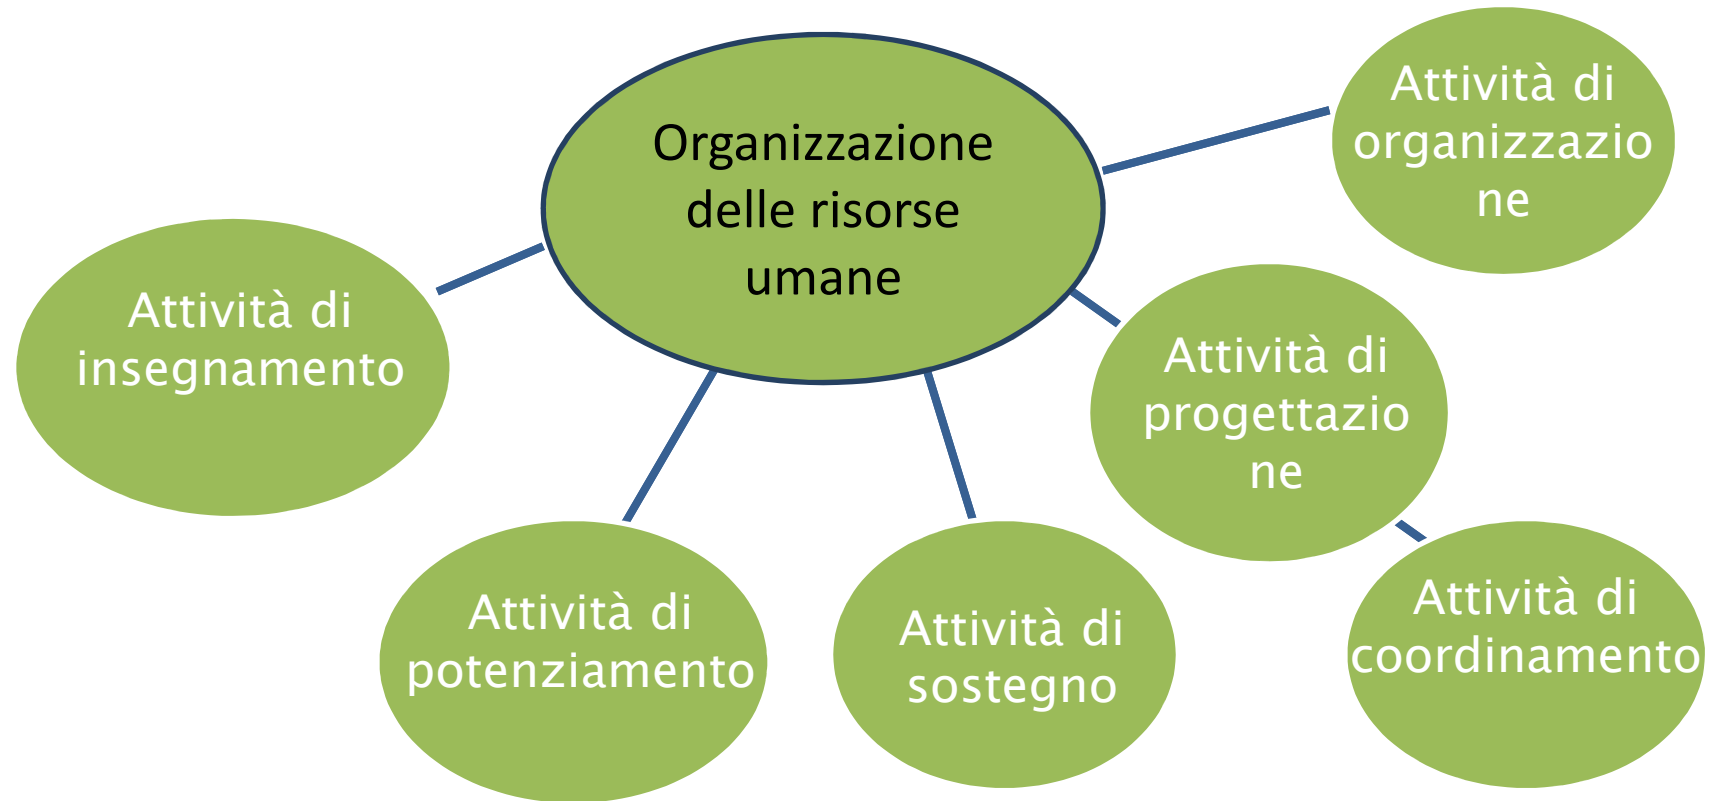 Organizzazione
delle risorse
umane
Attività di
organizzazio
ne
Attività di
insegnamento
Attività di
progettazio
ne
Attività di
potenziamento
Attività di
sostegno
Attività di
coordinamento